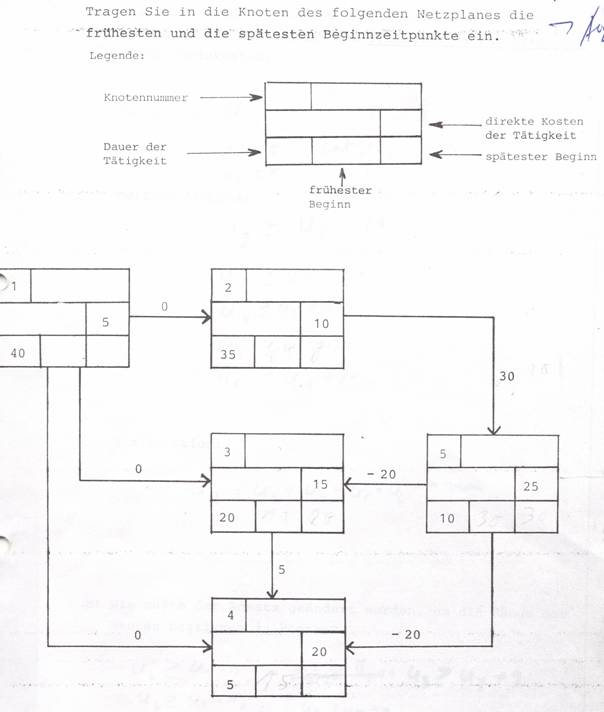 Tragen Sie in die Knoten des folgenden Netzplanes die
frühesten und die spätesten Beginnzeitpunkte ein.
Legende:
Knotennummer
direkte Kosten
der Tätigkeit
Dauer der
Tätigkeit
spätester Beginn
frühester
Beginn
1
5
40
0
2
10
35
30
0
3
15
20
- 20
5
25
10
5
0
4
20
5
- 20